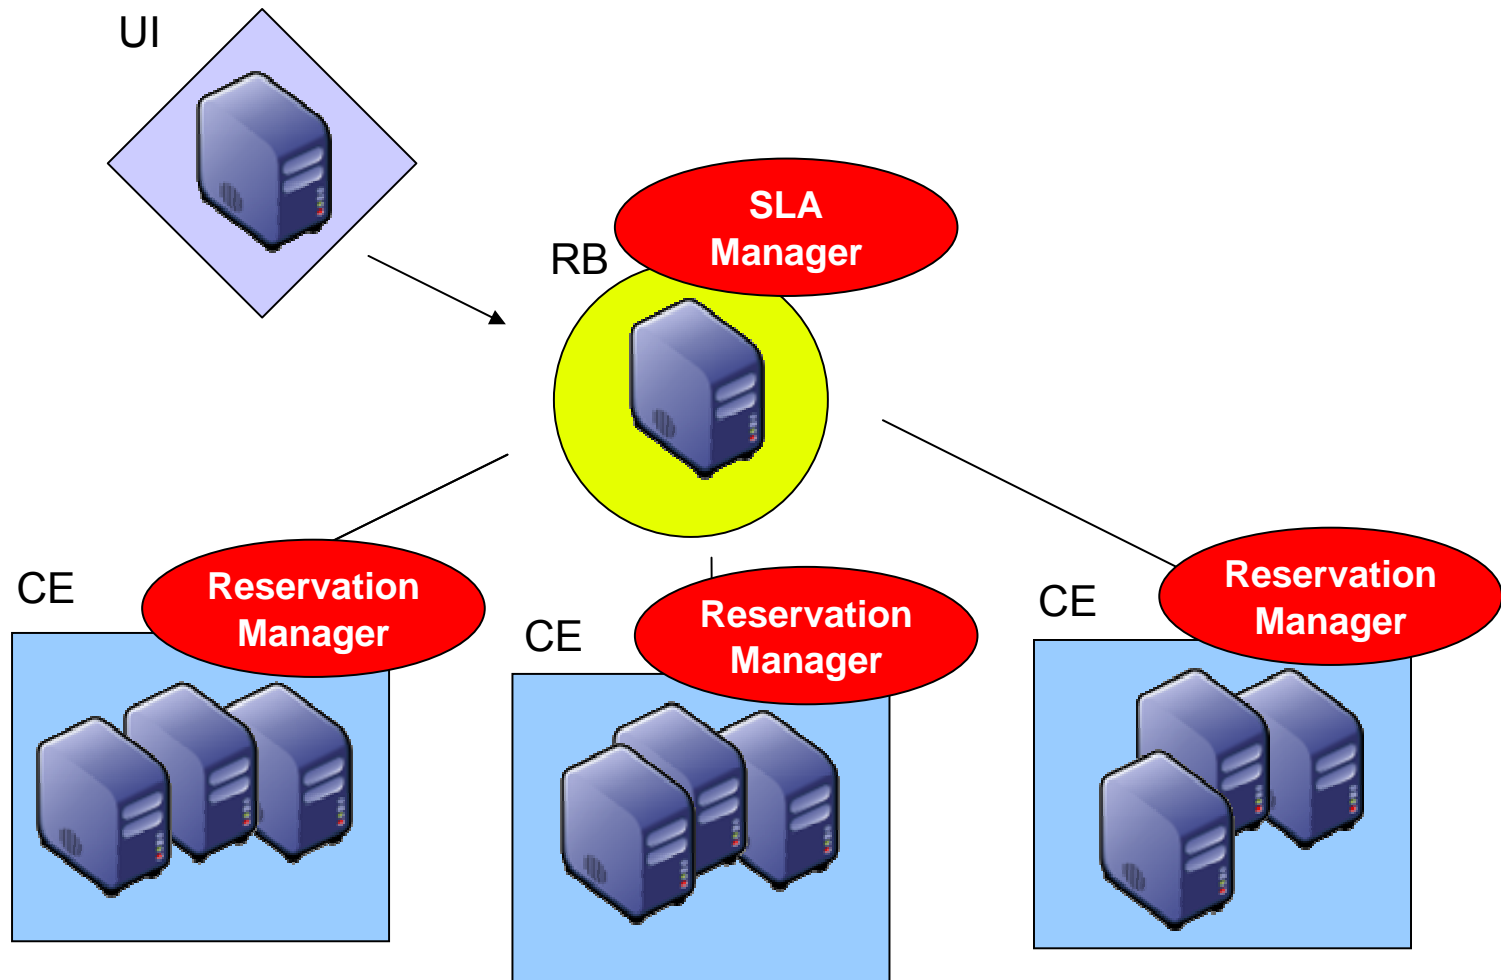 UI
SLA
Manager
RB
CE
Reservation
Manager
CE
Reservation
Manager
CE
Reservation
Manager